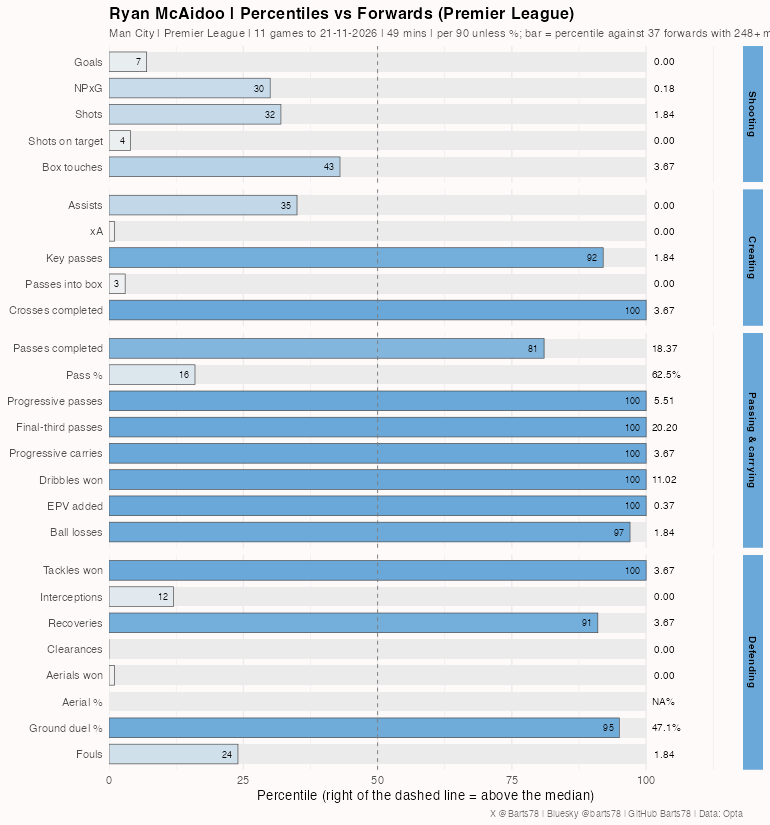 Ryan McAidoo | Percentiles vs Forwards (Premier League)
Man City | Premier League | 11 games to 21-11-2026 | 49 mins | per 90 unless %; bar = percentile against 37 forwards with 248+ m
Goals 7 0.00
NPxG 30 0.18
Shots 32 1.84
Shots on target 4 0.00
Box touches 43 3.67
Shooting
Assists 35 0.00
xA 0.00
Key passes 92 1.84
Passes into box 3 0.00
Crosses completed 100 3.67
Creating
Passes completed 81 18.37
Pass % 16 62.5%
Progressive passes 100 5.51
Final-third passes 100 20.20
Progressive carries 100 3.67
Dribbles won 100 11.02
EPV added 100 0.37
Ball losses 97 1.84
Passing & carrying
Tackles won 100 3.67
Interceptions 12 0.00
Recoveries 91 3.67
Clearances 0.00
Aerials won 0.00
Aerial % NA%
Ground duel % 95 47.1%
Fouls 24 1.84
Defending
0 25 50 75 100
Percentile (right of the dashed line = above the median)
X @Barts78 | Bluesky @barts78 | GitHub Barts78 | Data: Opta